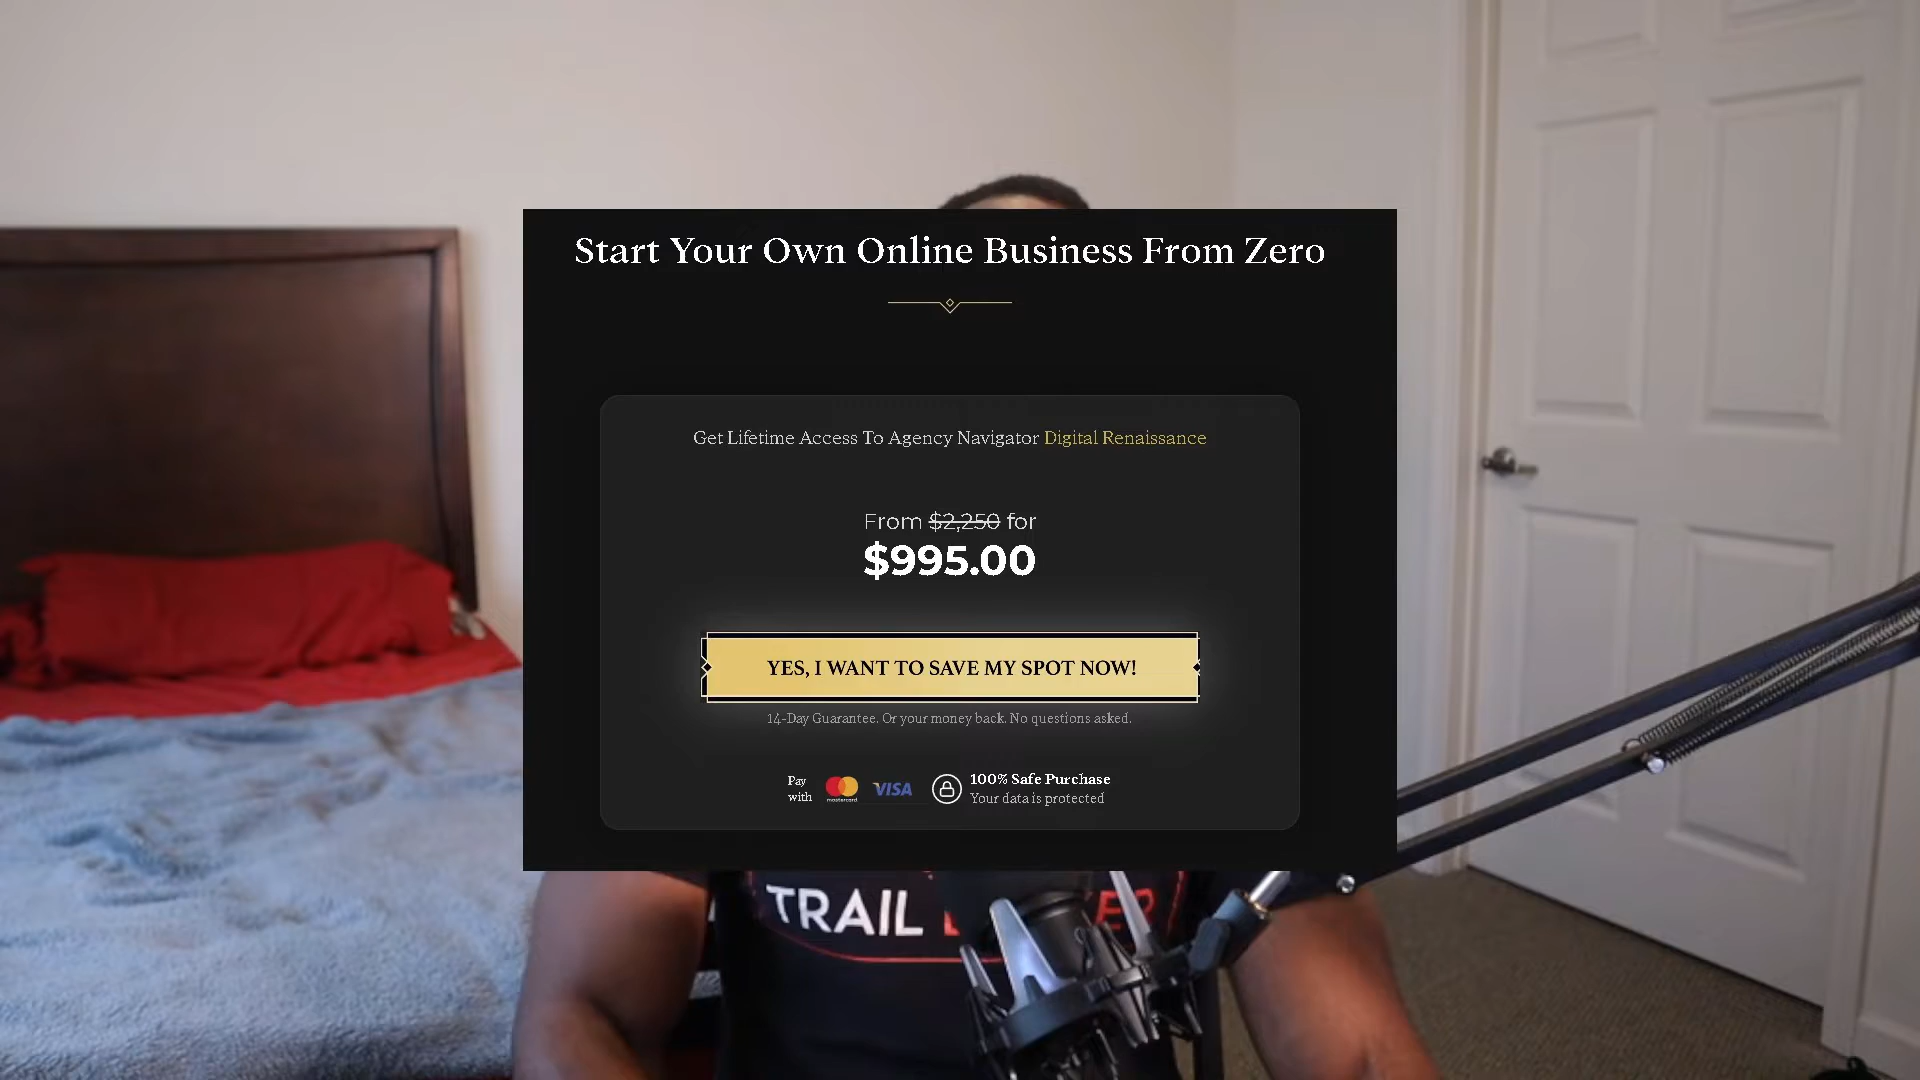 Start Your Own Online Business From Zero
Get Lifetime Access To Agency Navigator Digital Renaissance
From $2,250 for
$995.00
YES, I WANT TO SAVE MY SPOT NOW!
14-Day Guarantee. Or your money back. No questions asked.
Pay with
mastercard
VISA
100% Safe Purchase
Your data is protected
TRAIL